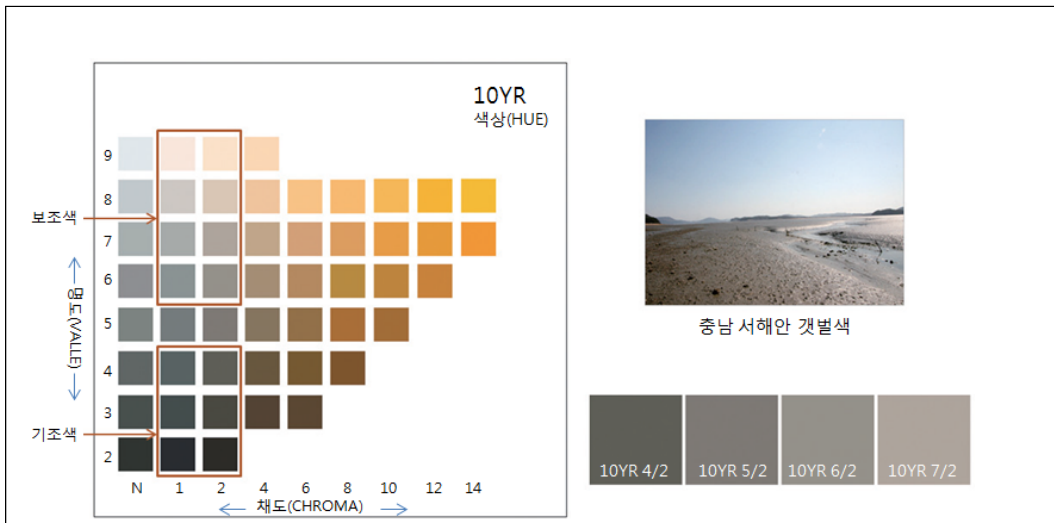 10YR
색상(HUE)
9
8
보조색
7
6
명도(VALLE)
5
4
3
기조색
2
N 1 2 4 6 8 10 12 14
채도(CHROMA)
충남 서해안 갯벌색
10YR 4/2 10YR 5/2 10YR 6/2 10YR 7/2